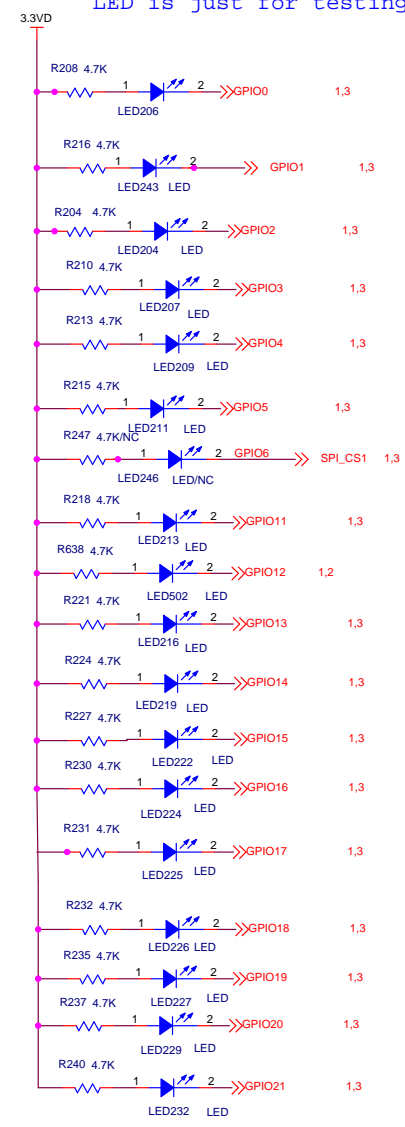 LED is just for testing
3.3VD
R208 4.7K
1 2 GPIO0 1,3
LED206
R216 4.7K
1 2 GPIO1 1,3
LED243 LED
R204 4.7K
1 2 GPIO2 1,3
LED204 LED
R210 4.7K
1 2 GPIO3 1,3
LED207 LED
R213 4.7K
1 2 GPIO4 1,3
LED209 LED
R215 4.7K
1 2 GPIO5 1,3
LED211 LED
R247 4.7K/NC
1 2 GPIO6 SPI_CS1 1,3
LED246 LED/NC
R218 4.7K
1 2 GPIO11 1,3
LED213 LED
R638 4.7K
1 2 GPIO12 1,2
LED502 LED
R221 4.7K
1 2 GPIO13 1,3
LED216 LED
R224 4.7K
1 2 GPIO14 1,3
LED219 LED
R227 4.7K
1 2 GPIO15 1,3
LED222 LED
R230 4.7K
1 2 GPIO16 1,3
LED224 LED
R231 4.7K
1 2 GPIO17 1,3
LED225 LED
R232 4.7K
1 2 GPIO18 1,3
LED226 LED
R235 4.7K
1 2 GPIO19 1,3
LED227 LED
R237 4.7K
1 2 GPIO20 1,3
LED229 LED
R240 4.7K
1 2 GPIO21 1,3
LED232 LED